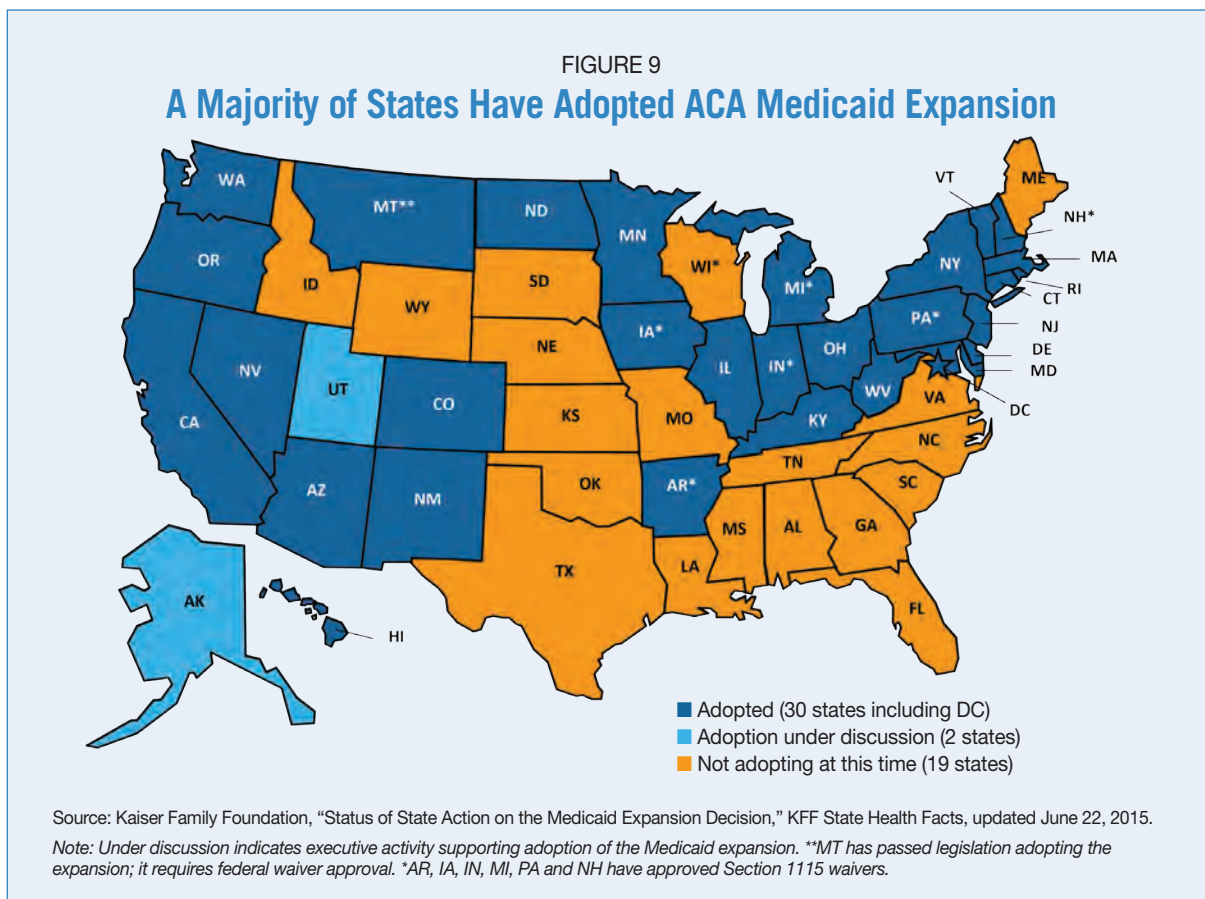 FIGURE 9
A Majority of States Have Adopted ACA Medicaid Expansion
WA
MT**
ND
MN
VT
ME
NH*
OR
ID
SD
WI*
MI*
NY
MA
WY
RI
CT
IA*
PA*
NJ
NE
NV
UT
IL
IN*
OH
DE
MD
CO
WV
VA
CA
KS
MO
KY
DC
NC
TN
AZ
NM
OK
AR*
SC
MS
AL
GA
TX
LA
AK
FL
HI
Adopted (30 states including DC)
Adoption under discussion (2 states)
Not adopting at this time (19 states)
Source: Kaiser Family Foundation, “Status of State Action on the Medicaid Expansion Decision,” KFF State Health Facts, updated June 22, 2015.
Note: Under discussion indicates executive activity supporting adoption of the Medicaid expansion. **MT has passed legislation adopting the
expansion; it requires federal waiver approval. *AR, IA, IN, MI, PA and NH have approved Section 1115 waivers.